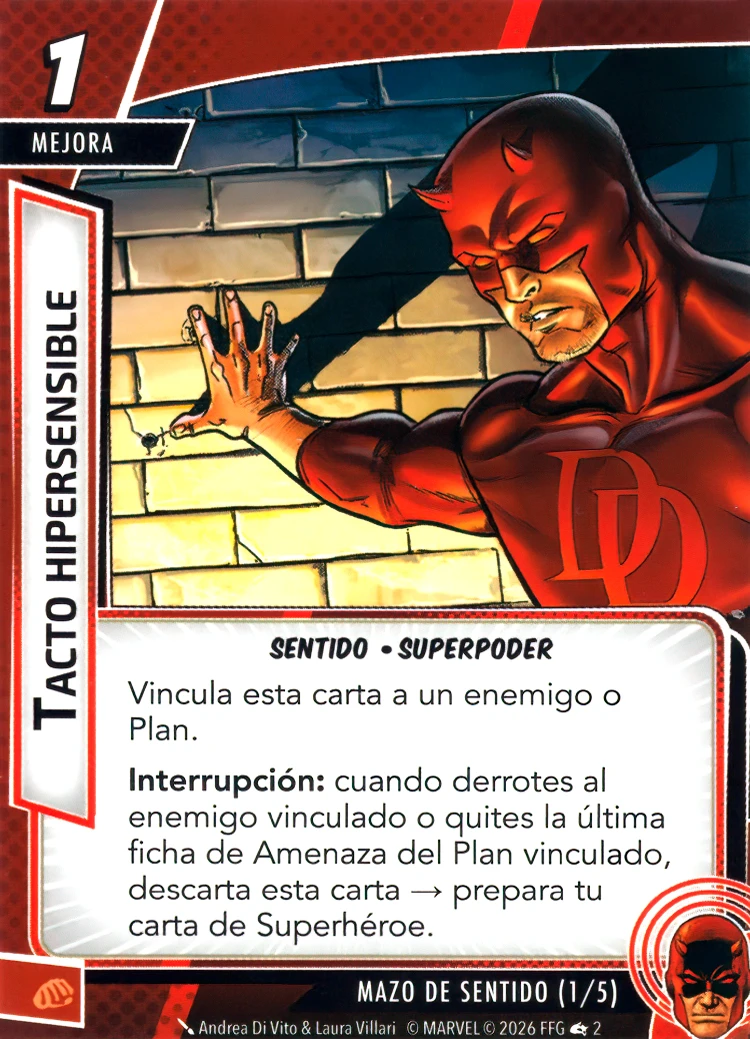 1
MEJORA
TACTO HIPERSENSIBLE
DD
SENTIDO • SUPERPODER
Vincula esta carta a un enemigo o
Plan.
Interrupción: cuando derrotes al
enemigo vinculado o quites la última
ficha de Amenaza del Plan vinculado,
descarta esta carta → prepara tu
carta de Superhéroe.
MAZO DE SENTIDO (1/5)
Andrea Di Vito & Laura Villari © MARVEL © 2026 FFG 2